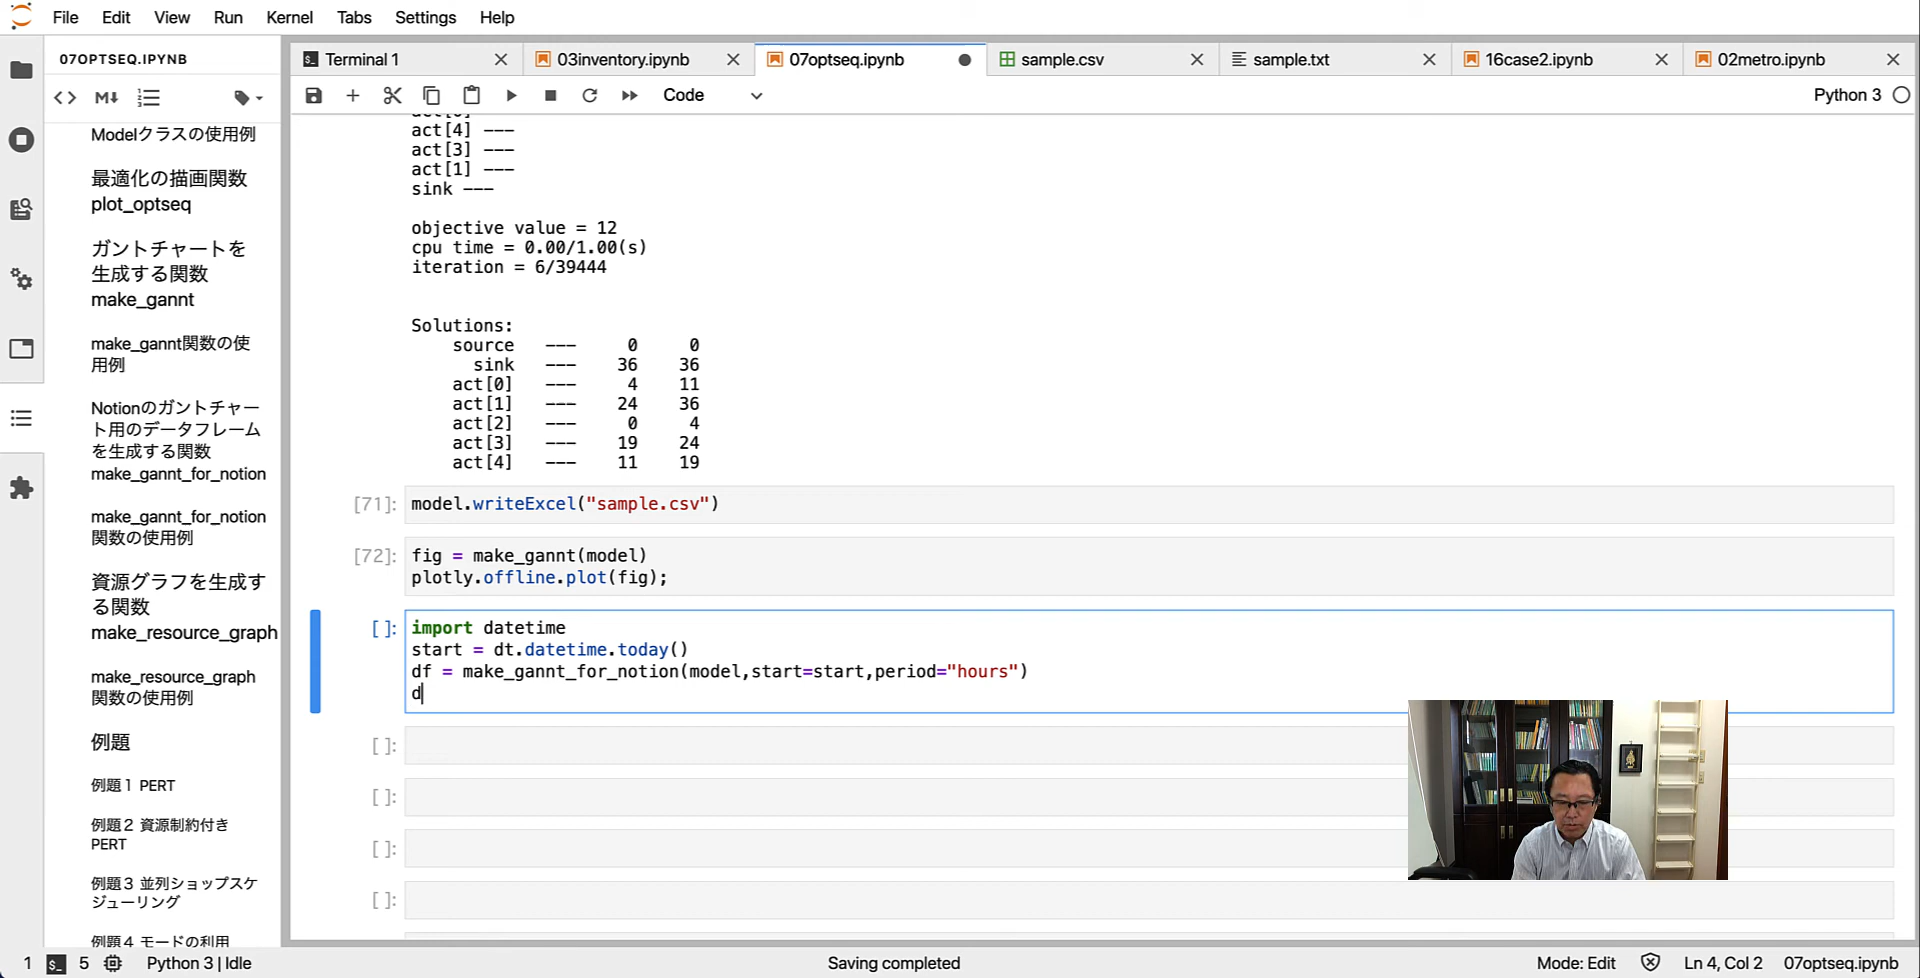 File Edit View Run Kernel Tabs Settings Help
07OPTSEQ.IPYNB
Modelクラスの使用例
最適化の描画関数
plot_optseq
ガントチャートを
生成する関数
make_gannt
make_gannt関数の使
用例
Notionのガントチャー
ト用のデータフレーム
を生成する関数
make_gannt_for_notion
make_gannt_for_notion
関数の使用例
資源グラフを生成す
る関数
make_resource_graph
make_resource_graph
関数の使用例
例題
例題1 PERT
例題2 資源制約付き
PERT
例題3 並列ショップスケ
ジューリング
例題4 モードの利用
Terminal 1 03inventory.ipynb 07optseq.ipynb sample.csv sample.txt 16case2.ipynb 02metro.ipynb
Code Python 3
act[4] ---
act[3] ---
act[1] ---
sink ---
objective value = 12
cpu time = 0.00/1.00(s)
iteration = 6/39444
Solutions:
source --- 0 0
sink --- 36 36
act[0] --- 4 11
act[1] --- 24 36
act[2] --- 0 4
act[3] --- 19 24
act[4] --- 11 19
[71]: model.writeExcel("sample.csv")
[72]: fig = make_gannt(model)
plotly.offline.plot(fig);
[ ]: import datetime
start = dt.datetime.today()
df = make_gannt_for_notion(model,start=start,period="hours")
d
[ ]:
[ ]:
[ ]:
[ ]:
1 5 Python 3 | Idle Saving completed Mode: Edit Ln 4, Col 2 07optseq.ipynb